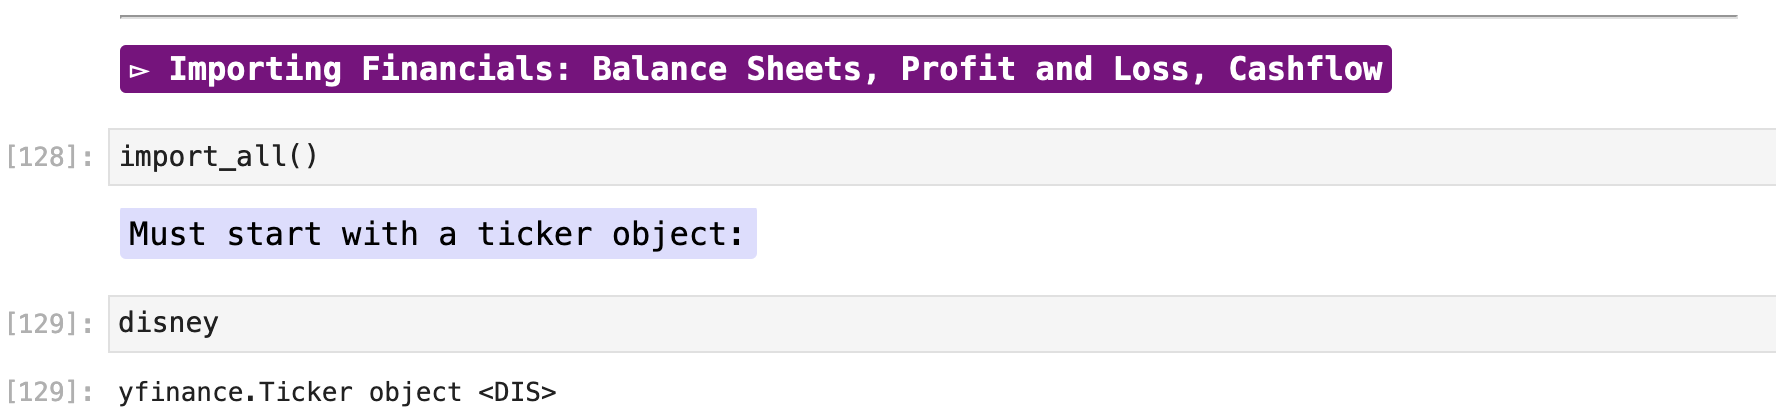 ▻ Importing Financials: Balance Sheets, Profit and Loss, Cashflow
[128]: import_all()
Must start with a ticker object:
[129]: disney
[129]: yfinance.Ticker object <DIS>